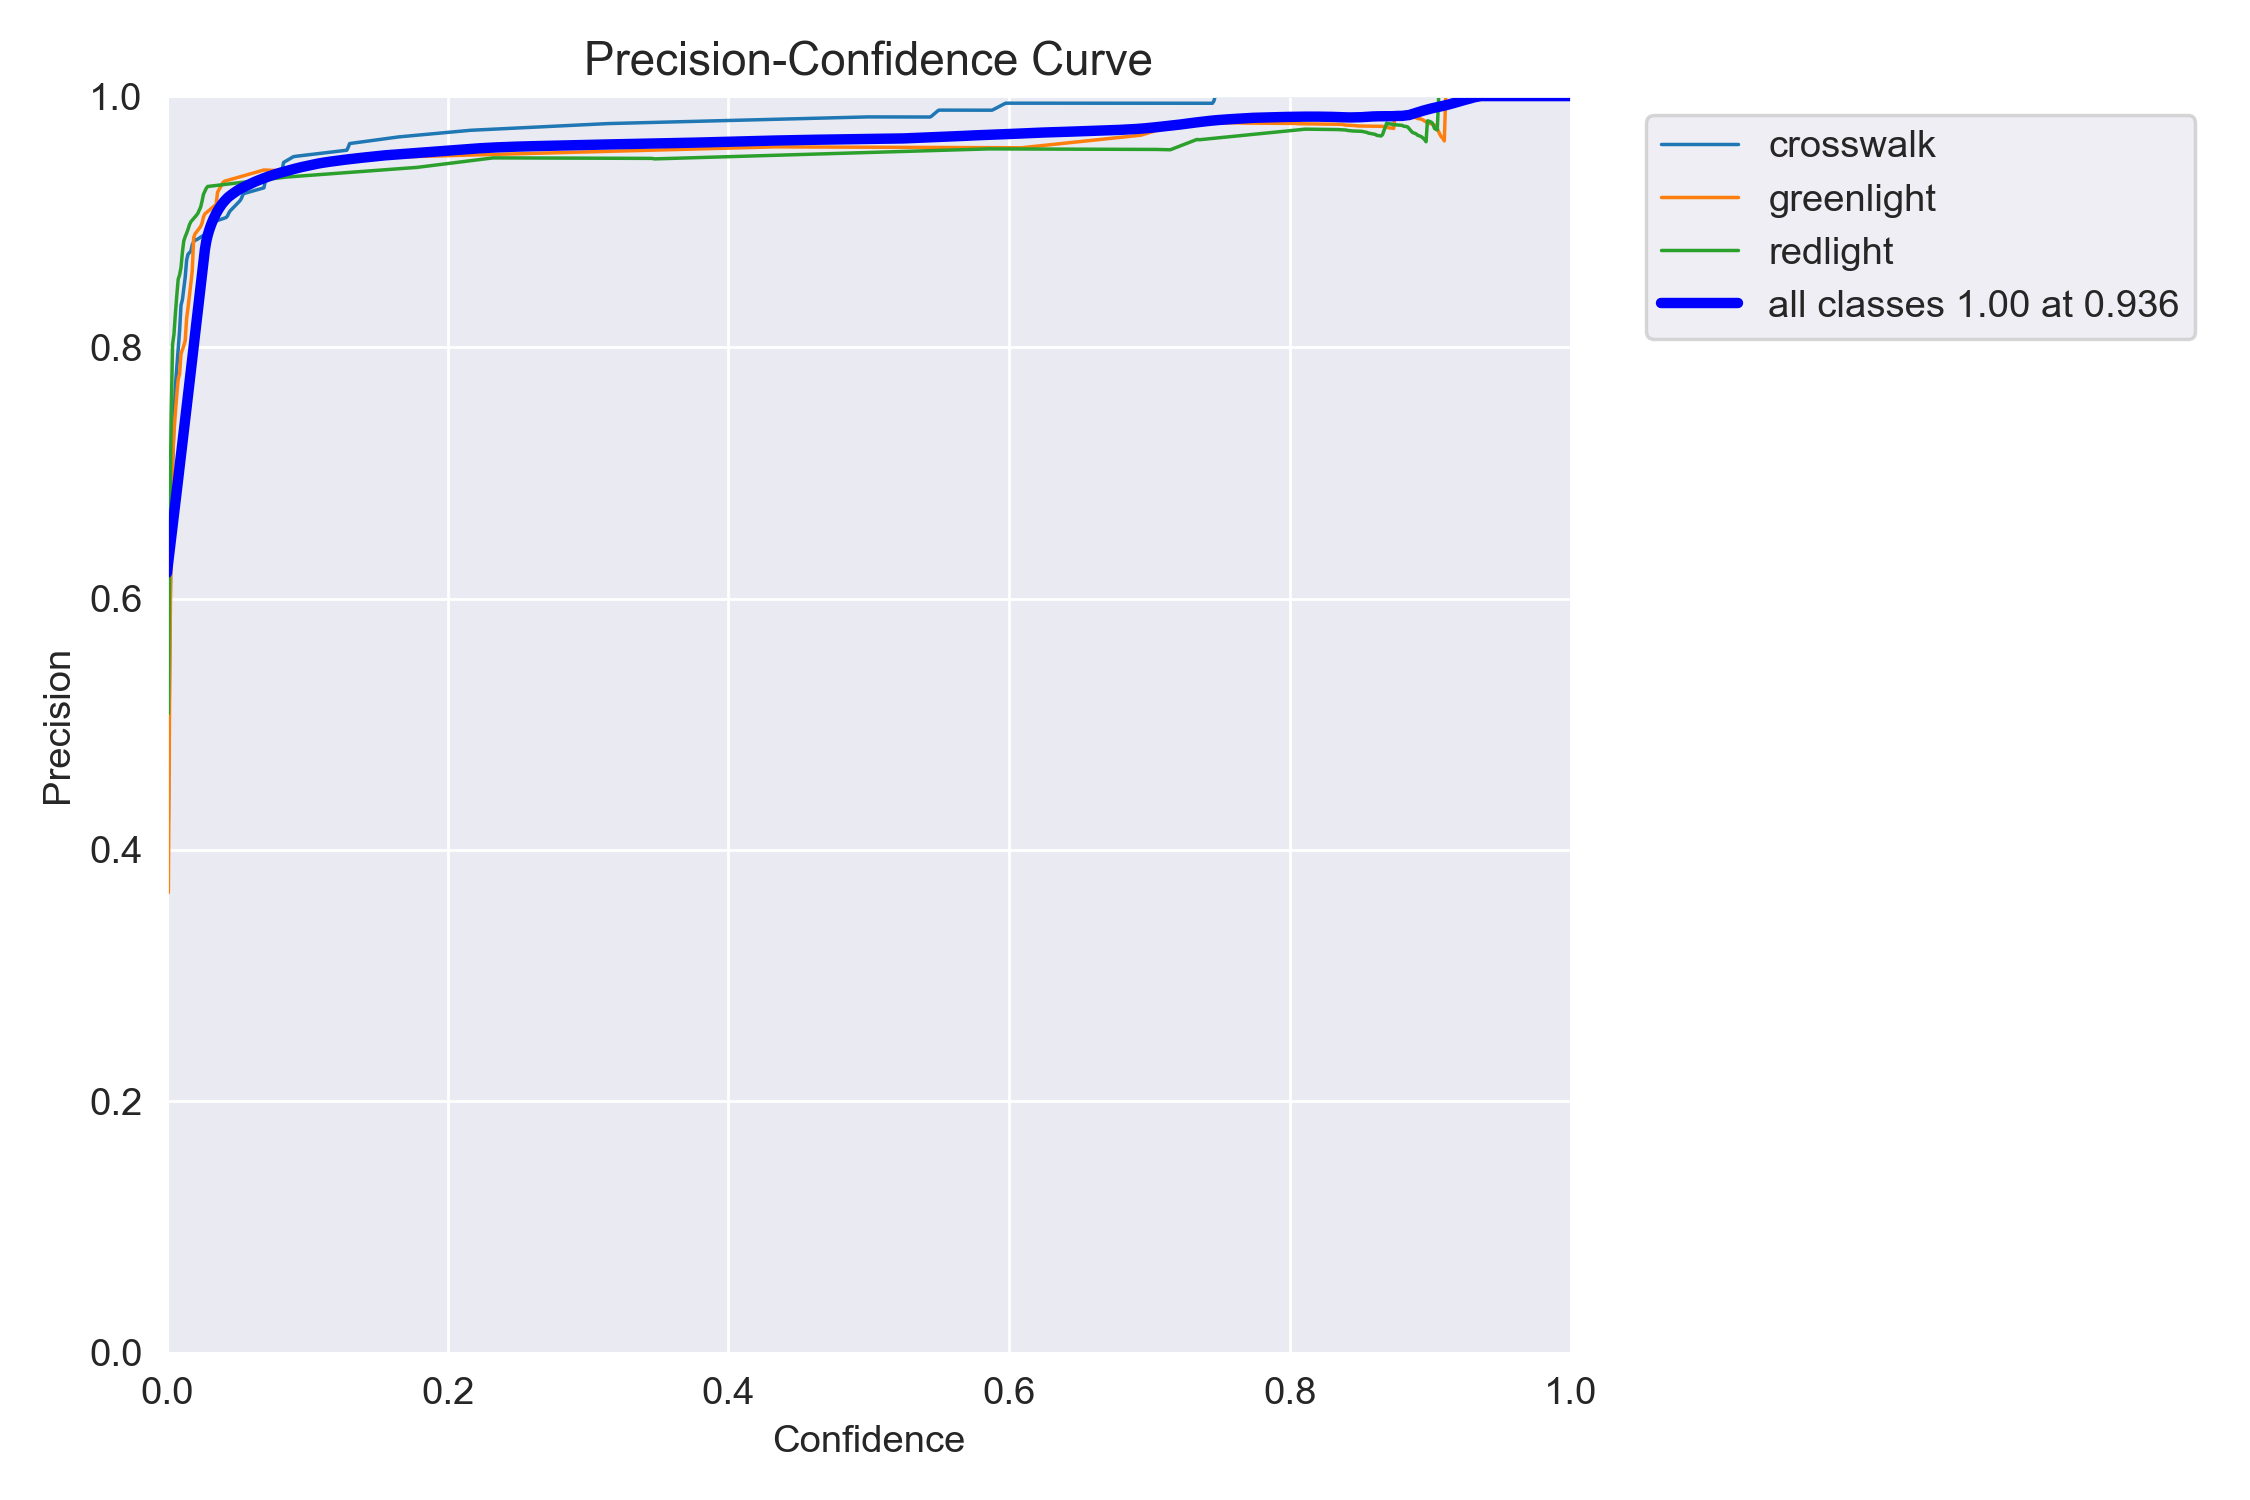 Precision-Confidence Curve
1.0
0.8
0.6
0.4
0.2
0.0
Precision
0.0 0.2 0.4 0.6 0.8 1.0
Confidence
crosswalk
greenlight
redlight
all classes 1.00 at 0.936